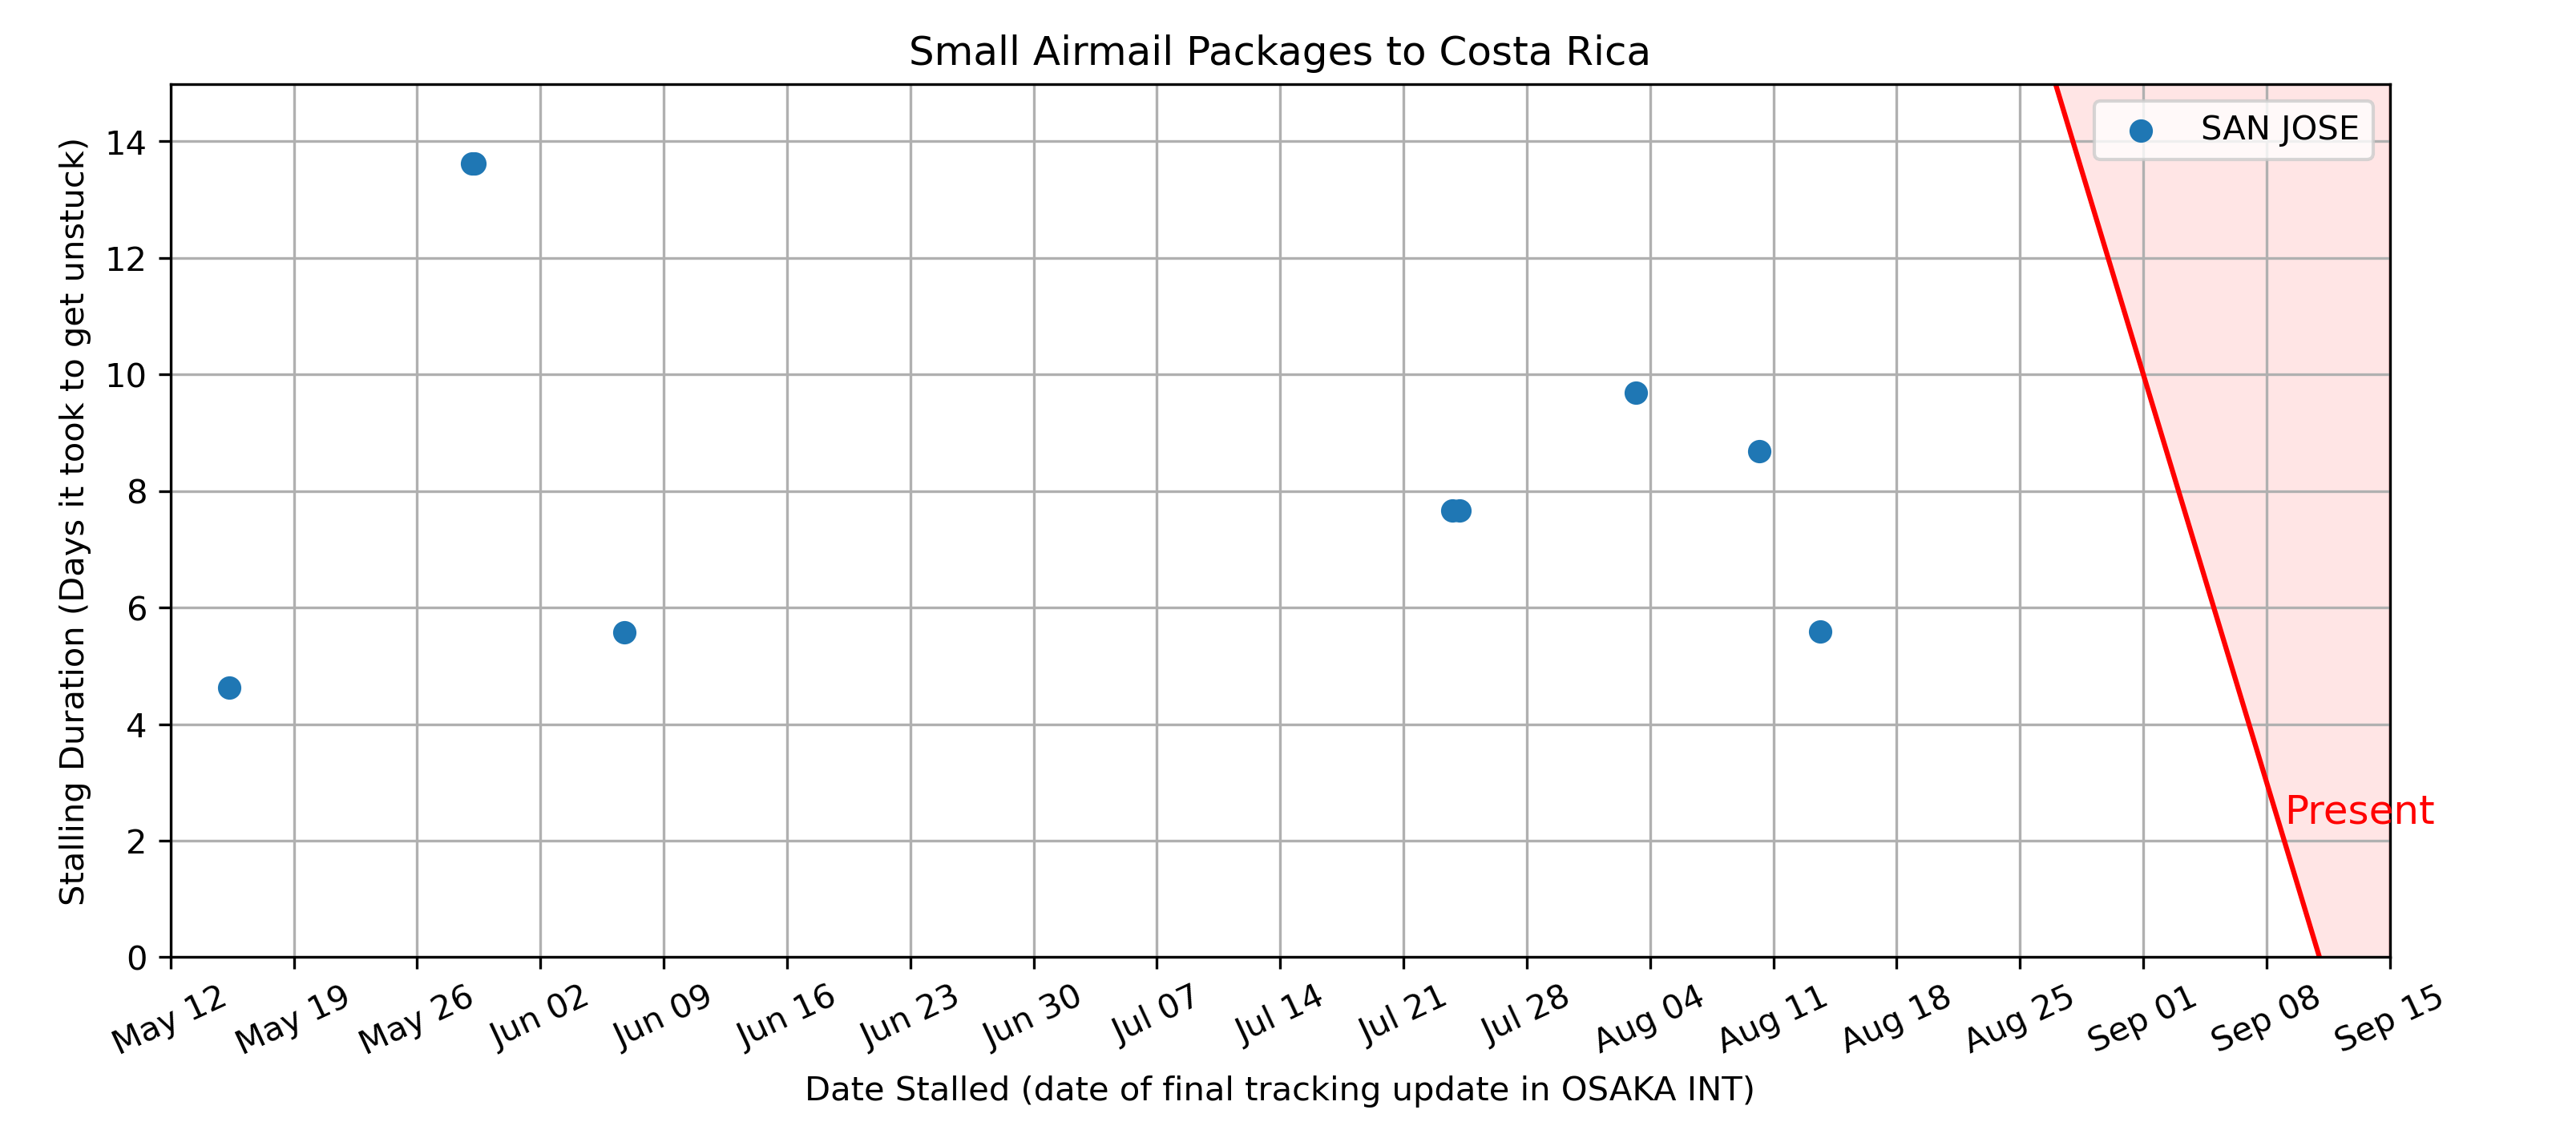 Small Airmail Packages to Costa Rica
SAN JOSE
Stalling Duration (Days it took to get unstuck)
14
12
10
8
6
4
2
0
Present
May 12
May 19
May 26
Jun 02
Jun 09
Jun 16
Jun 23
Jun 30
Jul 07
Jul 14
Jul 21
Jul 28
Aug 04
Aug 11
Aug 18
Aug 25
Sep 01
Sep 08
Sep 15
Date Stalled (date of final tracking update in OSAKA INT)